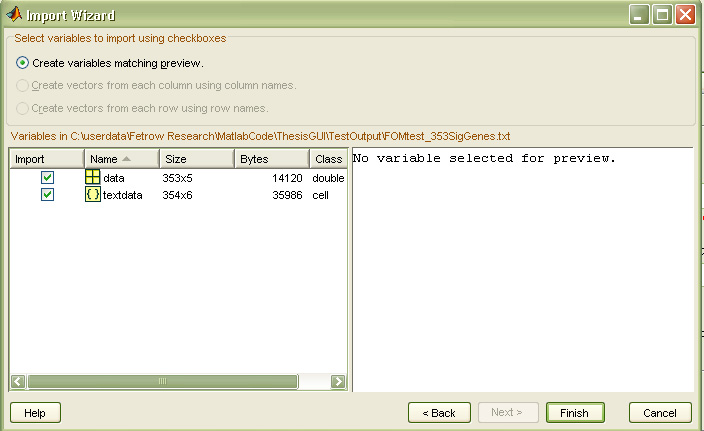 Import Wizard
Select variables to import using checkboxes
Create variables matching preview.
Create vectors from each column using column names.
Create vectors from each row using row names.
Variables in C:\userdata\Fetrow Research\MatlabCode\ThesisGUI\TestOutput\FOMtest_353SigGenes.txt
Import Name Size Bytes Class
data 353x5 14120 double
{} textdata 354x6 35986 cell
No variable selected for preview.
Help < Back Next > Finish Cancel